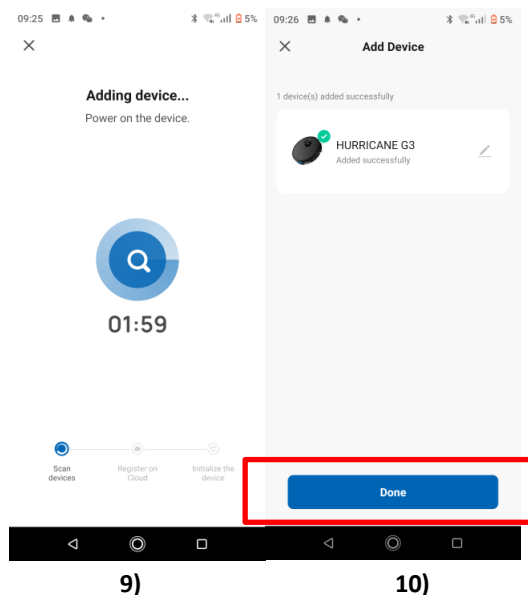 09:25
5%
Adding device...
Power on the device.
01:59
Scan
devices
Register on
Cloud
Initialize the
device
9)
09:26
5%
Add Device
1 device(s) added successfully
HURRICANE G3
Added successfully
Done
10)